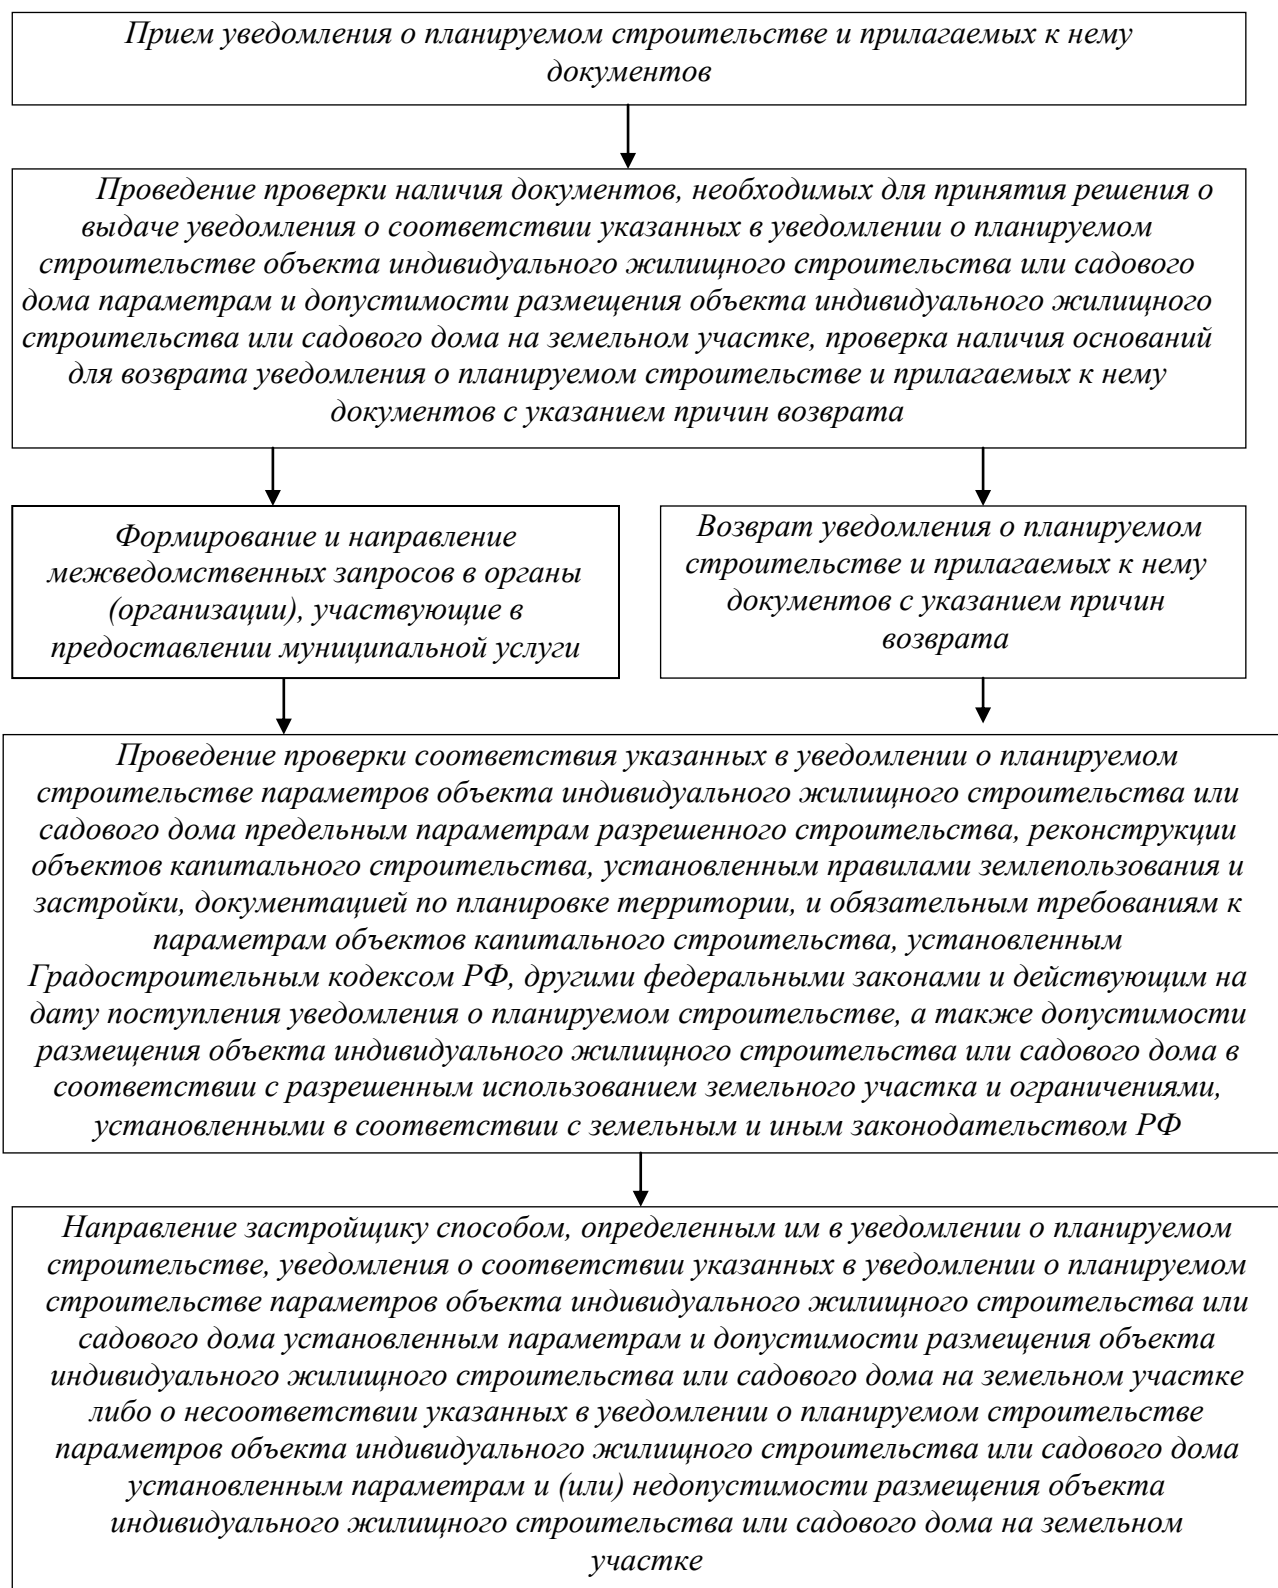 Прием уведомления о планируемом строительстве и прилагаемых к нему
документов
Проведение проверки наличия документов, необходимых для принятия решения о
выдаче уведомления о соответствии указанных в уведомлении о планируемом
строительстве объекта индивидуального жилищного строительства или садового
дома параметрам и допустимости размещения объекта индивидуального жилищного
строительства или садового дома на земельном участке, проверка наличия оснований
для возврата уведомления о планируемом строительстве и прилагаемых к нему
документов с указанием причин возврата
Формирование и направление
межведомственных запросов в органы
(организации), участвующие в
предоставлении муниципальной услуги
Возврат уведомления о планируемом
строительстве и прилагаемых к нему
документов с указанием причин
возврата
Проведение проверки соответствия указанных в уведомлении о планируемом
строительстве параметров объекта индивидуального жилищного строительства или
садового дома предельным параметрам разрешенного строительства, реконструкции
объектов капитального строительства, установленным правилами землепользования и
застройки, документацией по планировке территории, и обязательным требованиям к
параметрам объектов капитального строительства, установленным
Градостроительным кодексом РФ, другими федеральными законами и действующим на
дату поступления уведомления о планируемом строительстве, а также допустимости
размещения объекта индивидуального жилищного строительства или садового дома в
соответствии с разрешенным использованием земельного участка и ограничениями,
установленными в соответствии с земельным и иным законодательством РФ
Направление застройщику способом, определенным им в уведомлении о планируемом
строительстве, уведомления о соответствии указанных в уведомлении о планируемом
строительстве параметров объекта индивидуального жилищного строительства или
садового дома установленным параметрам и допустимости размещения объекта
индивидуального жилищного строительства или садового дома на земельном участке
либо о несоответствии указанных в уведомлении о планируемом строительстве
параметров объекта индивидуального жилищного строительства или садового дома
установленным параметрам и (или) недопустимости размещения объекта
индивидуального жилищного строительства или садового дома на земельном
участке